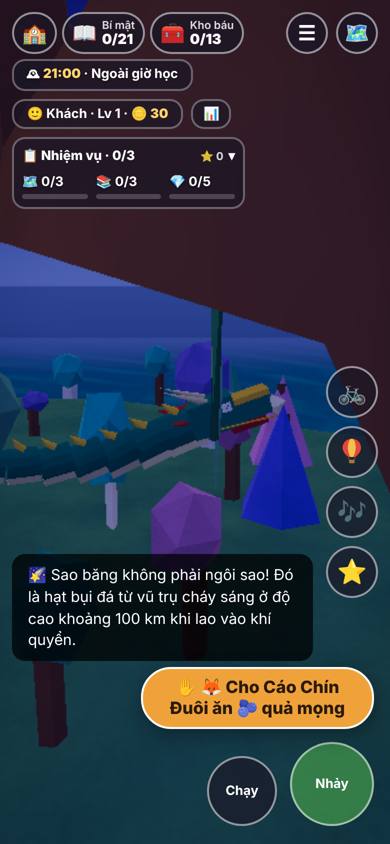 Bí mật
0/21
Kho báu
0/13
21:00 · Ngoài giờ học
Khách · Lv 1 · 30
Nhiệm vụ · 0/3
0 ▼
0/3
0/3
0/5
Sao băng không phải ngôi sao! Đó
là hạt bụi đá từ vũ trụ cháy sáng ở độ
cao khoảng 100 km khi lao vào khí
quyển.
Cho Cáo Chín
Đuôi ăn quả mọng
Chạy
Nhảy